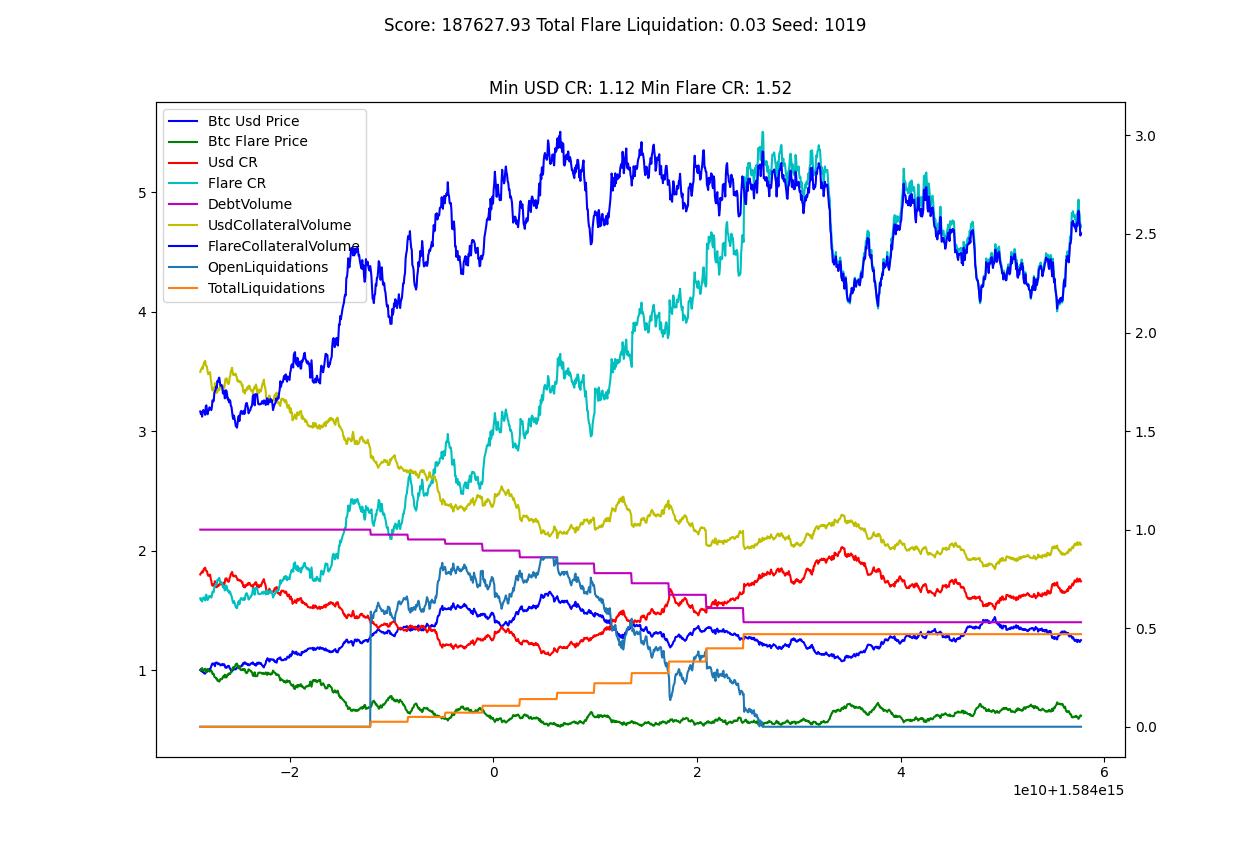 Score: 187627.93 Total Flare Liquidation: 0.03 Seed: 1019
Min USD CR: 1.12 Min Flare CR: 1.52
Btc Usd Price
Btc Flare Price
Usd CR
Flare CR
DebtVolume
UsdCollateralVolume
FlareCollateralVolume
OpenLiquidations
TotalLiquidations
5
4
3
2
1
3.0
2.5
2.0
1.5
1.0
0.5
0.0
−2
0
2
4
6
1e10+1.584e15